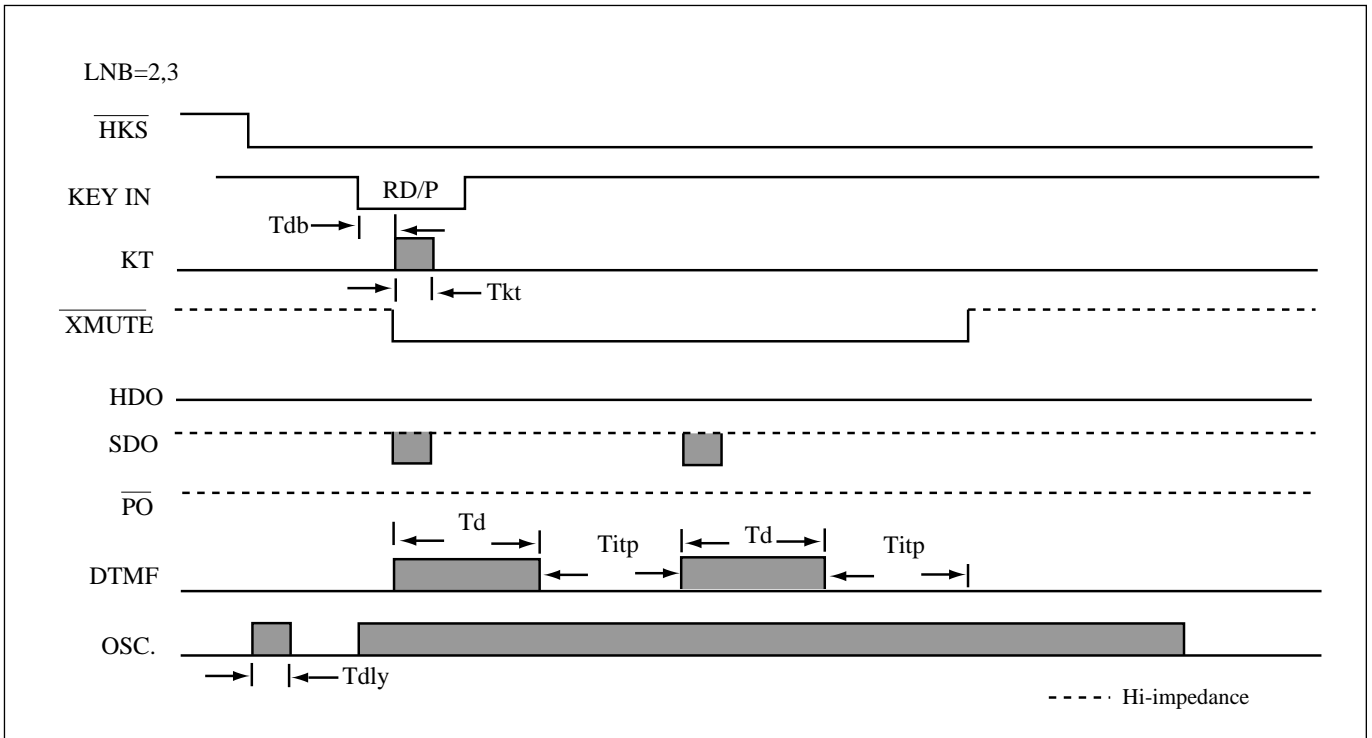 LNB=2,3
HKS
KEY IN
RD/P
Tdb
KT
Tkt
XMUTE
HDO
SDO
PO
Td
Titp
Td
Titp
DTMF
OSC.
Tdly
Hi-impedance